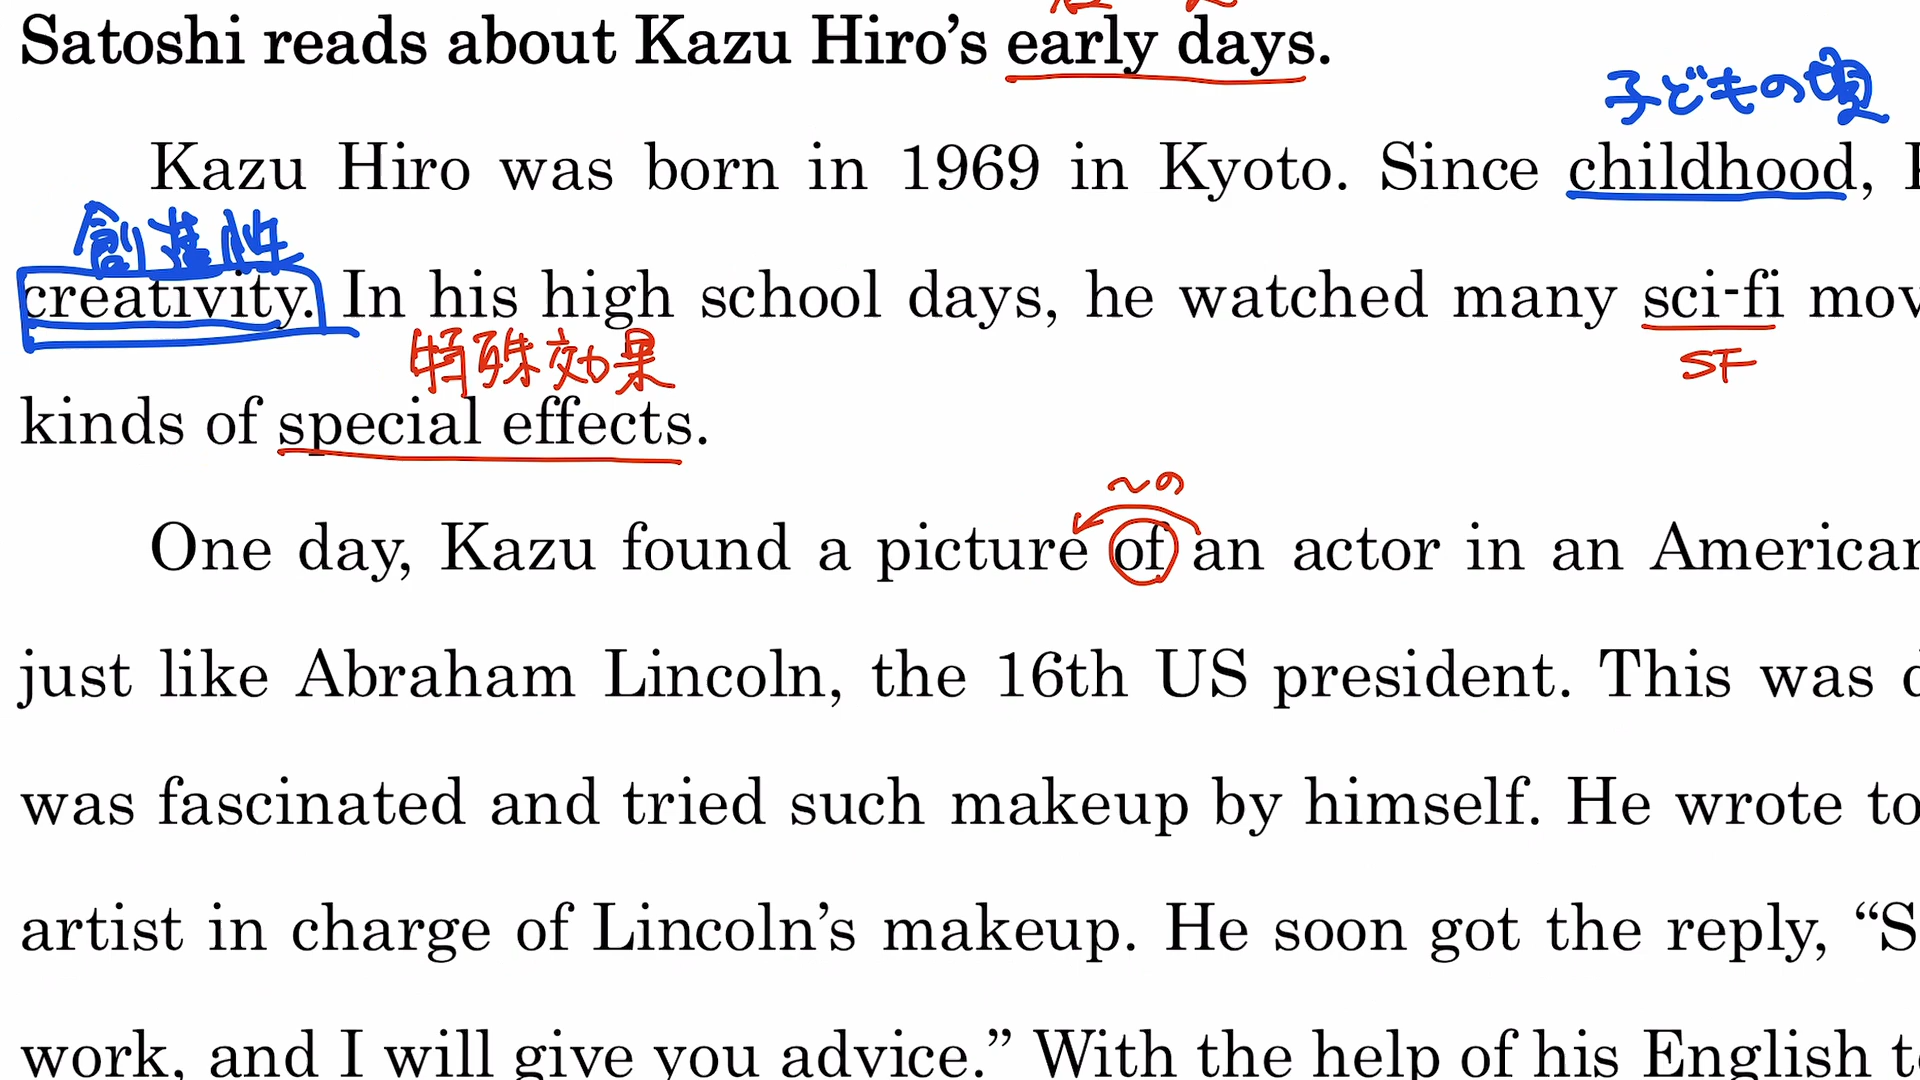 Satoshi reads about Kazu Hiro’s early days.
子どもの頃
Kazu Hiro was born in 1969 in Kyoto. Since childhood,
創造性
creativity. In his high school days, he watched many sci-fi mov
特殊効果
SF
kinds of special effects.
～の
One day, Kazu found a picture of an actor in an American
just like Abraham Lincoln, the 16th US president. This was
was fascinated and tried such makeup by himself. He wrote to
artist in charge of Lincoln’s makeup. He soon got the reply, “S
work, and I will give you advice.” With the help of his English